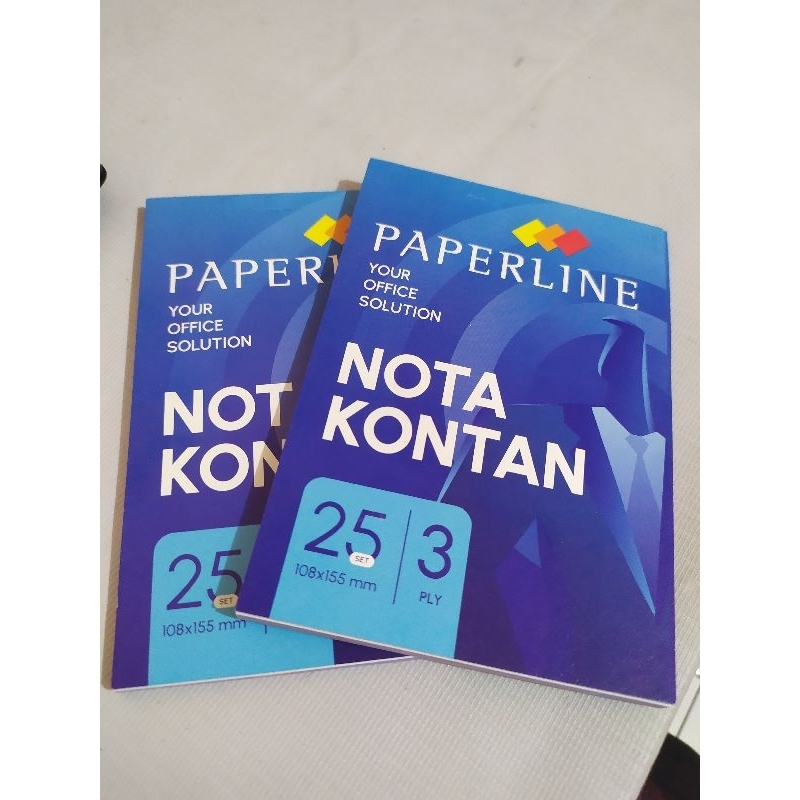 PAPERLINE
YOUR
OFFICE
SOLUTION
NOTA
KONTAN
25
SET
108x155 mm
3
PLY
PAPER
YOUR
OFFICE
SOLUTION
NOT
KON
25
SET
108x155 mm